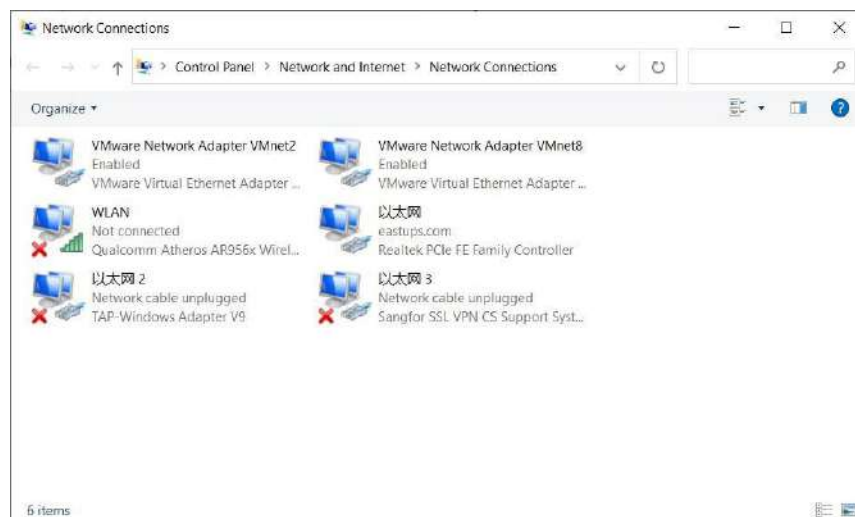 Network Connections
Control Panel > Network and Internet > Network Connections
Organize
VMware Network Adapter VMnet2
Enabled
VMware Virtual Ethernet Adapter ...
VMware Network Adapter VMnet8
Enabled
VMware Virtual Ethernet Adapter ...
WLAN
Not connected
Qualcomm Atheros AR956x Wirel...
以太网
eastups.com
Realtek PCIe FE Family Controller
以太网 2
Network cable unplugged
TAP-Windows Adapter V9
以太网 3
Network cable unplugged
Sangfor SSL VPN CS Support Syst...
6 items